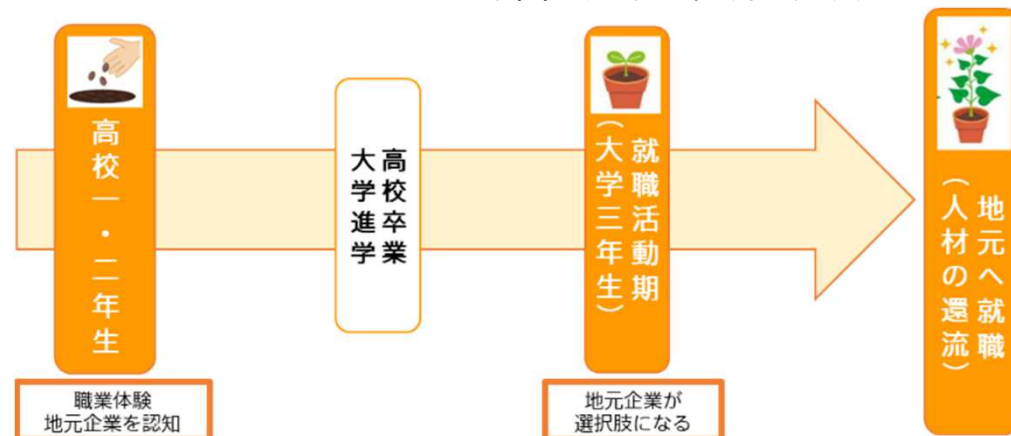 高校一・二年生
高校卒業
大学進学
就職活動期
（大学三年生）
地元へ就職
（人材の還流）
職業体験
地元企業を認知
地元企業が
選択肢になる